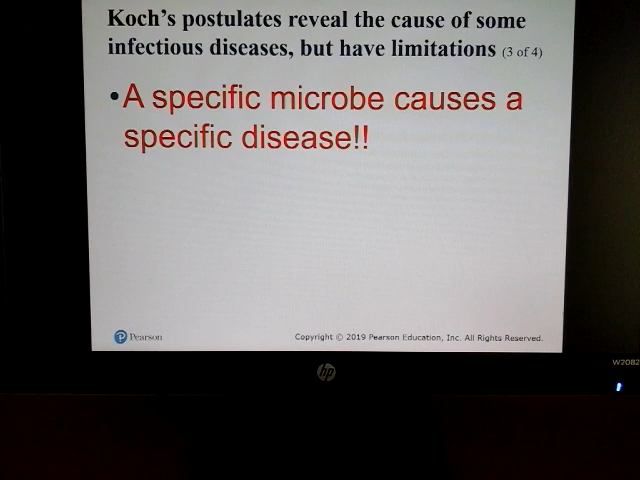 Koch's postulates reveal the cause of some
infectious diseases, but have limitations (3 of 4)
•A specific microbe causes a
specific disease!!
Pearson
Copyright © 2019 Pearson Education, Inc. All Rights Reserved.
hp
W2082